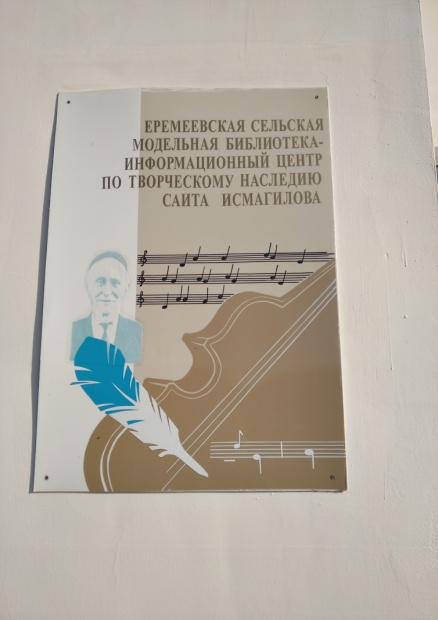 ЕРЕМЕЕВСКАЯ СЕЛЬСКАЯ
МОДЕЛЬНАЯ БИБЛИОТЕКА-
ИНФОРМАЦИОННЫЙ ЦЕНТР
ПО ТВОРЧЕСКОМУ НАСЛЕДИЮ
САИТА ИСМАГИЛОВА